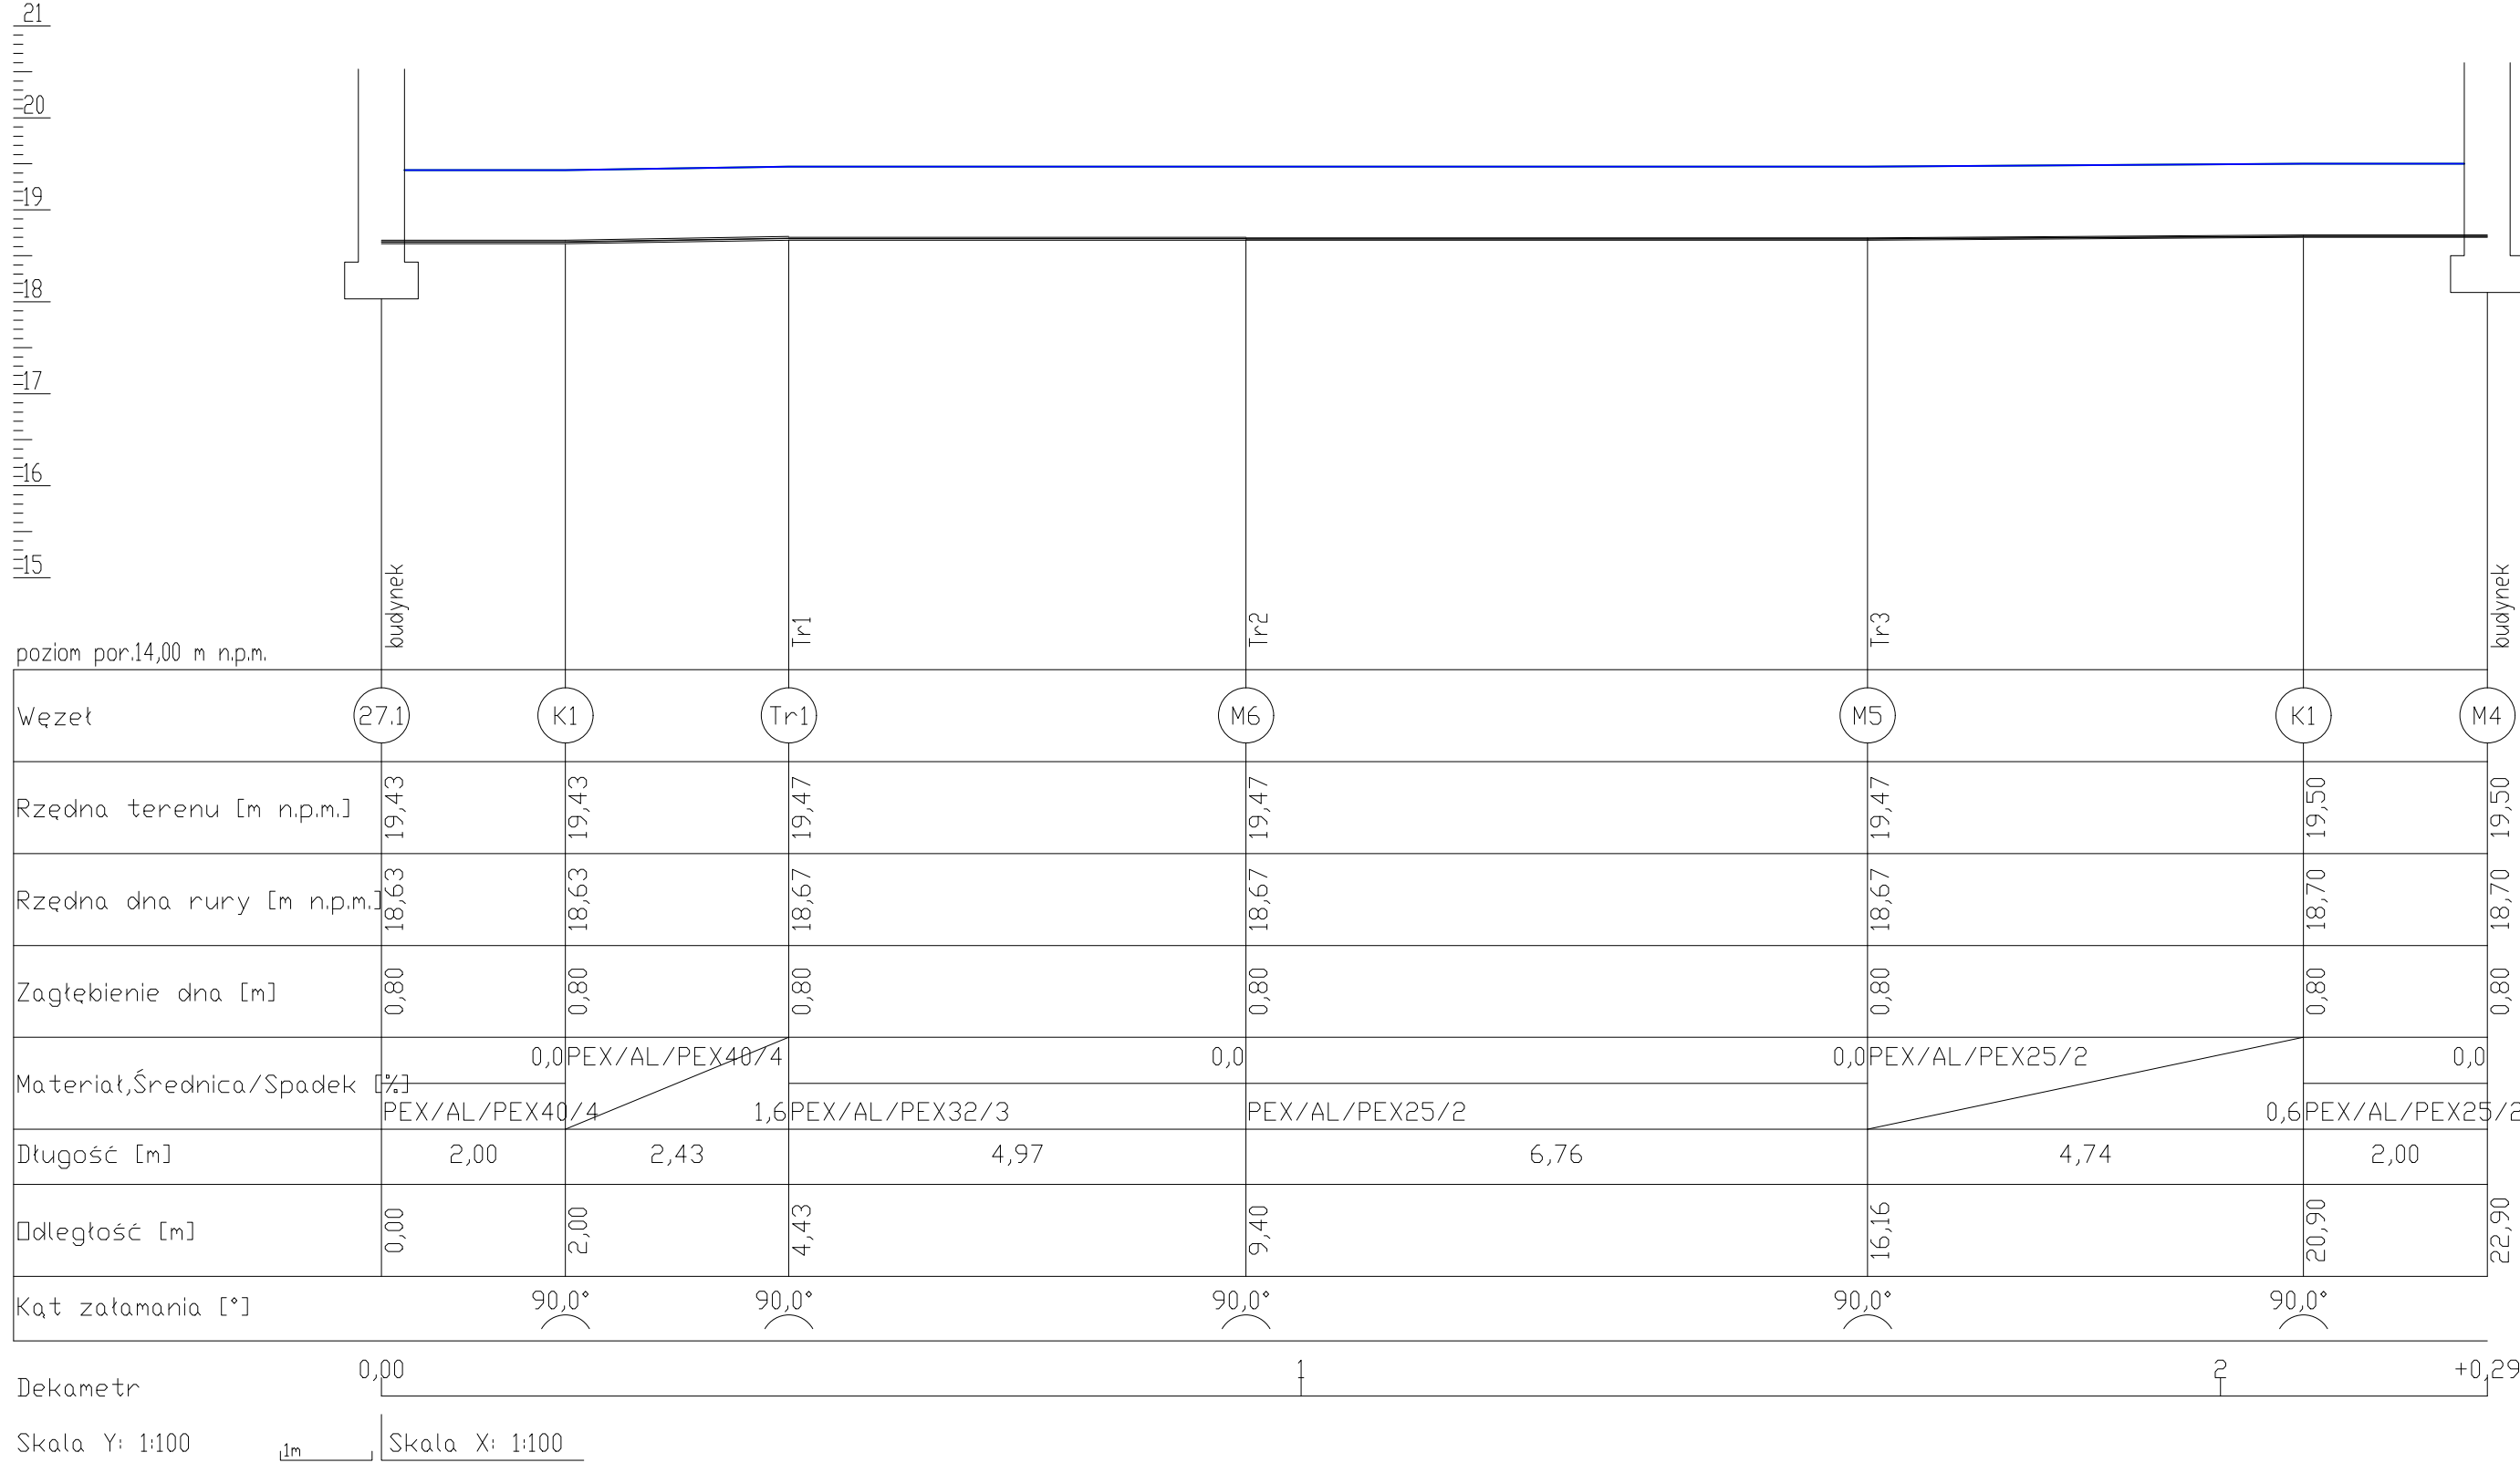 21
20
19
18
17
16
15
budynek Tr1 Tr2 Tr3 budynek
poziom por.14,00 m n.p.m.
Węzeł 27.1 K1 Tr1 M6 M5 K1 M4
Rzędna terenu [m n.p.m.] 19,43 19,43 19,47 19,47 19,47 19,50 19,50
Rzędna dna rury [m n.p.m.] 18,63 18,63 18,67 18,67 18,67 18,70 18,70
Zagłębienie dna [m] 0,80 0,80 0,80 0,80 0,80 0,80 0,80
0,0 PEX/AL/PEX40/4 0,0 0,0 PEX/AL/PEX25/2 0,0
Materiał,Średnica/Spadek [%]
PEX/AL/PEX40/4 1,6 PEX/AL/PEX32/3 PEX/AL/PEX25/2 0,6 PEX/AL/PEX25/2
Długość [m] 2,00 2,43 4,97 6,76 4,74 2,00
Odległość [m] 0,00 2,00 4,43 9,40 16,16 20,90 22,90
Kąt załamania [°] 90,0° 90,0° 90,0° 90,0° 90,0°
Dekametr 0,00 1 2 +0,29
Skala Y: 1:100 1m Skala X: 1:100